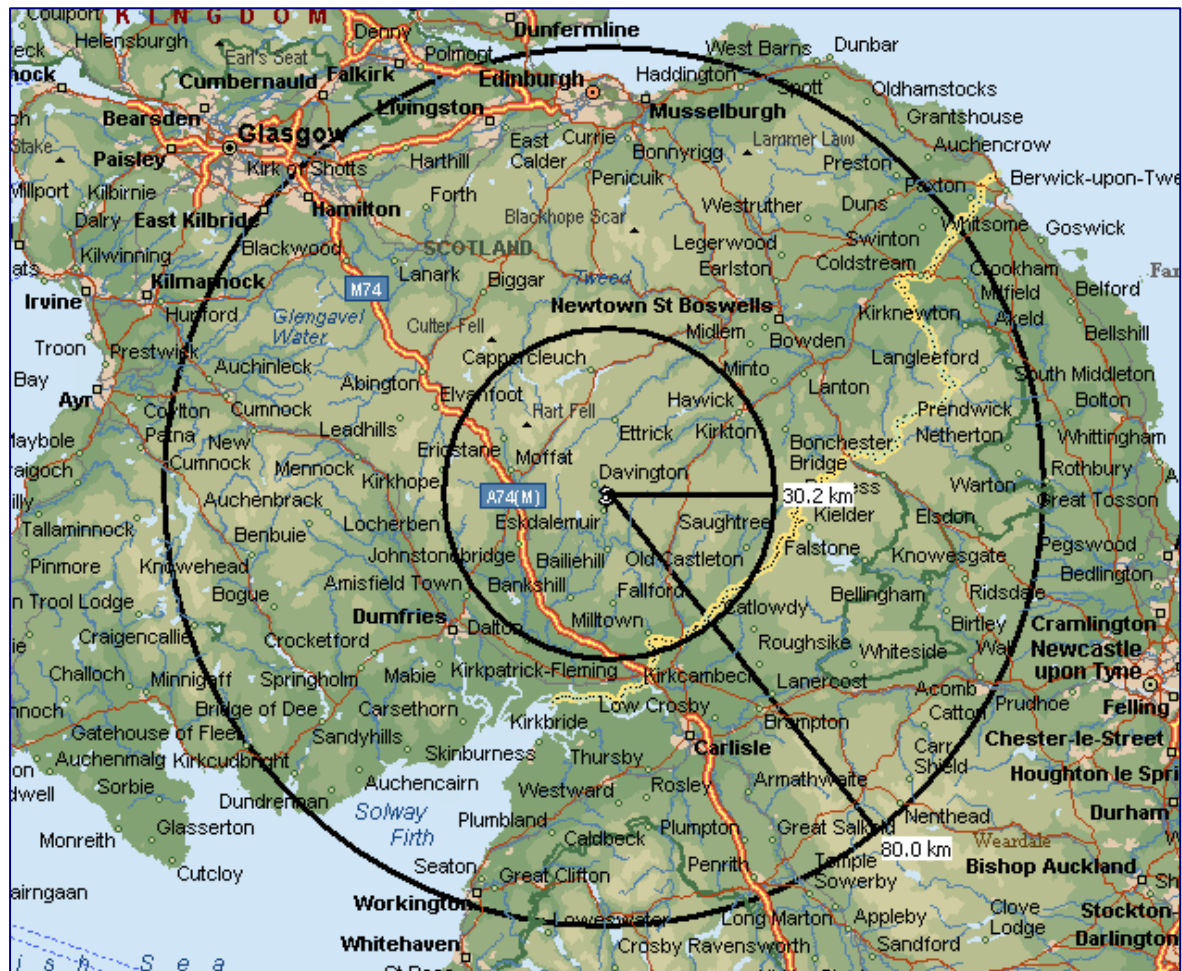 Coulport
K I N G D O M
Denny
Dunfermline
Helensburgh
Earl's Seat
Polmont
West Barns
Dunbar
Cumbernauld
Falkirk
Edinburgh
Haddington
Spott
Oldhamstocks
Bearsden
Livingston
Musselburgh
Grantshouse
Glasgow
East
Calder
Currie
Lammer Law
Auchencrow
Stake
Paisley
Kirk of Shotts
Harthill
Bonnyrigg
Preston
Millport
Kilbirnie
Forth
Penicuik
Paxton
Berwick-upon-Twe
Dalry
East Kilbride
Hamilton
Blackhope Scar
Westruther
Duns
Whitsome
Goswick
Kilwinning
Blackwood
SCOTLAND
Legerwood
Swinton
Lanark
Biggar
Tweed
Earlston
Coldstream
Crookham
Irvine
Kilmarnock
M74
Newtown St Boswells
Milfield
Belford
Hurlford
Glengavel
Water
Culter Fell
Midlem
Kirknewton
Akeld
Bellshill
Troon
Prestwick
Cappercleuch
Bowden
Langleeford
Bay
Auchinleck
Abington
Minto
Lanton
South Middleton
Ayr
Coylton
Cumnock
Elvanfoot
Hart Fell
Hawick
Prendwick
Bolton
Maybole
Patna
New
Cumnock
Leadhills
Ericstane
Ettrick
Kirkton
Bonchester
Bridge
Netherton
Whittingham
Mennock
Kirkhope
Moffat
Davington
Rothbury
Auchenbrack
A74(M)
30.2 km
Warton
Great Tosson
Tallaminnock
Benbuie
Locherben
Eskdalemuir
Saughtree
Kielder
Elsdon
Pegswood
Pinmore
Knowehead
Johnstonebridge
Bailiehill
Old Castleton
Falstone
Knowesgate
Bedlington
n Trool Lodge
Bogue
Amisfield Town
Bankshill
Fallford
Catlowdy
Bellingham
Ridsdale
Craigencallie
Crocketford
Dumfries
Dalton
Milltown
Roughsike
Whiteside
Birtley
Cramlington
Challoch
Minnigaff
Springholm
Mabie
Kirkpatrick-Fleming
Kirkcambeck
Lanercost
Newcastle
upon Tyne
Bridge of Dee
Carsethorn
Low Crosby
Acomb
Prudhoe
Felling
Gatehouse of Fleet
Sandyhills
Kirkbride
Brampton
Catton
Auchenmalg
Kirkcudbright
Skinburness
Thursby
Carlisle
Carr
Shield
Chester-le-Street
Sorbie
Dundrennan
Auchencairn
Westward
Rosley
Armathwaite
Houghton le Spri
Monreith
Glasserton
Solway
Firth
Plumbland
Caldbeck
Plumpton
Great Salkeld
Nenthead
Durham
80.0 km
Weardale
Cutcloy
Seaton
Great Clifton
Penrith
Temple
Sowerby
Bishop Auckland
airngaan
Workington
Loweswater
Long Marton
Appleby
Clove
Lodge
Stockton-
Whitehaven
Crosby Ravensworth
Sandford
Darlington
i s h S e a